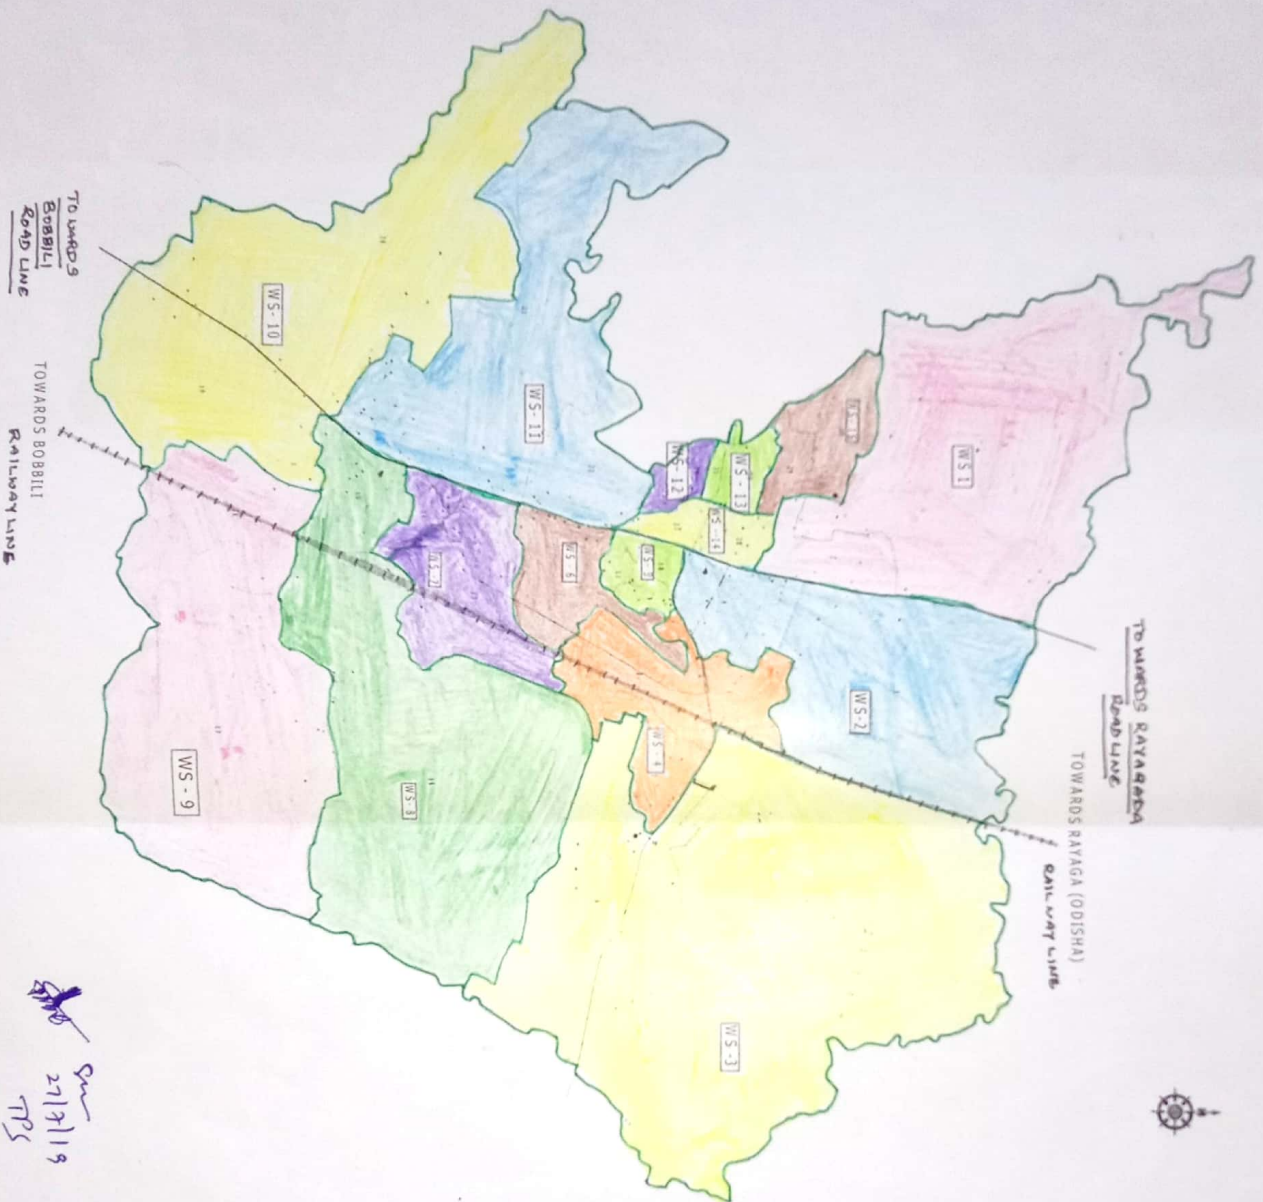 TOWARDS RAYAGADA
ROAD LINE
TOWARDS RAYAGA (ODISHA)
RAILWAY LINE
N
WS 1
WS-2
WS-3
WS-4
WS-6
WS-7
WS-8
WS - 9
WS- 10
WS- 11
WS- 12
WS - 13
WS - 14
TOWARDS
BOBBILI
ROAD LINE
TOWARDS BOBBILI
RAILWAY LINE
27/7/19
TPS